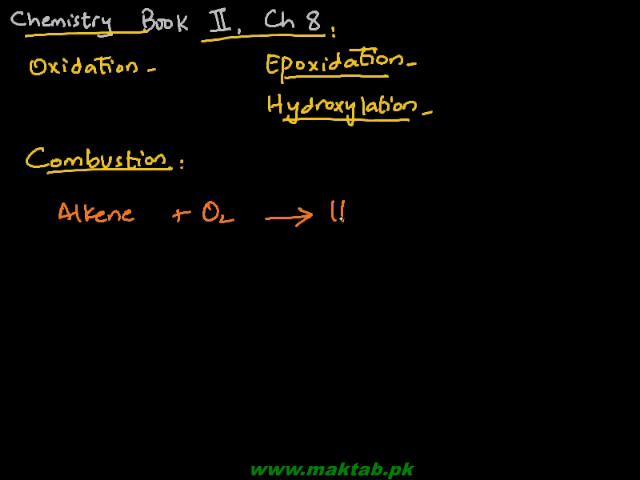 Chemistry Book II, Ch 8:
Oxidation- Epoxidation-
Hydroxylation-
Combustion:
Alkene + O2 →
www.maktab.pk